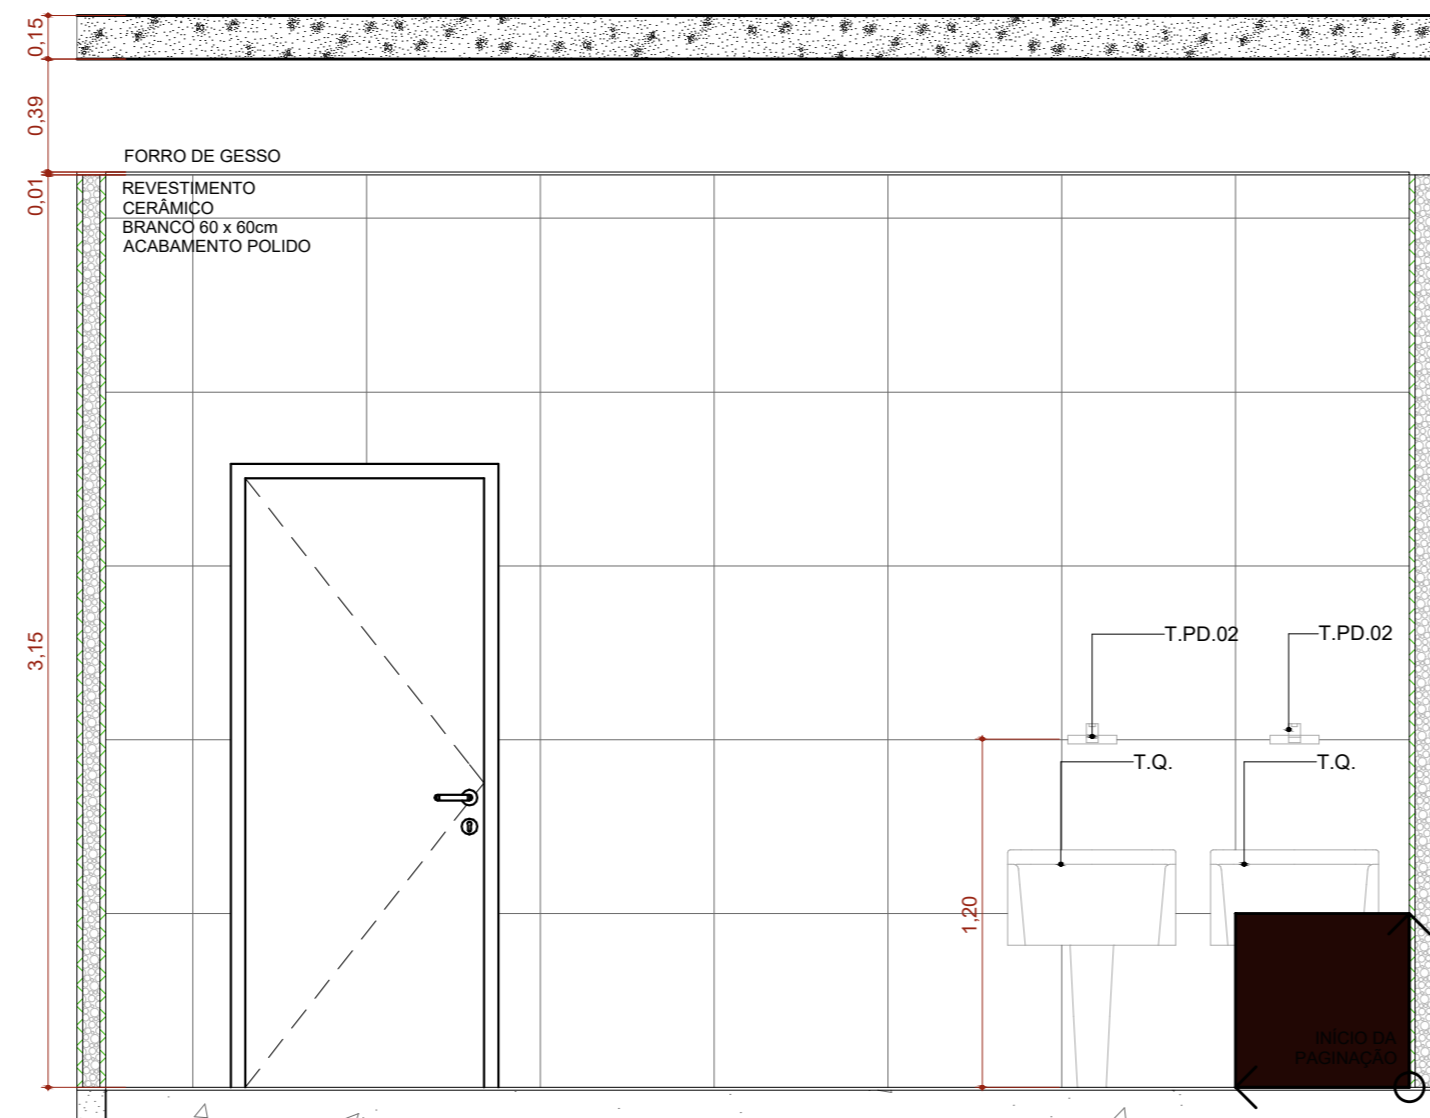 0,15
0,39
FORRO DE GESSO
0,01
REVESTIMENTO
CERÂMICO
BRANCO 60 x 60cm
ACABAMENTO POLIDO
3,15
T.PD.02
T.PD.02
T.Q.
T.Q.
1,20
INÍCIO DA
PAGINAÇÃO